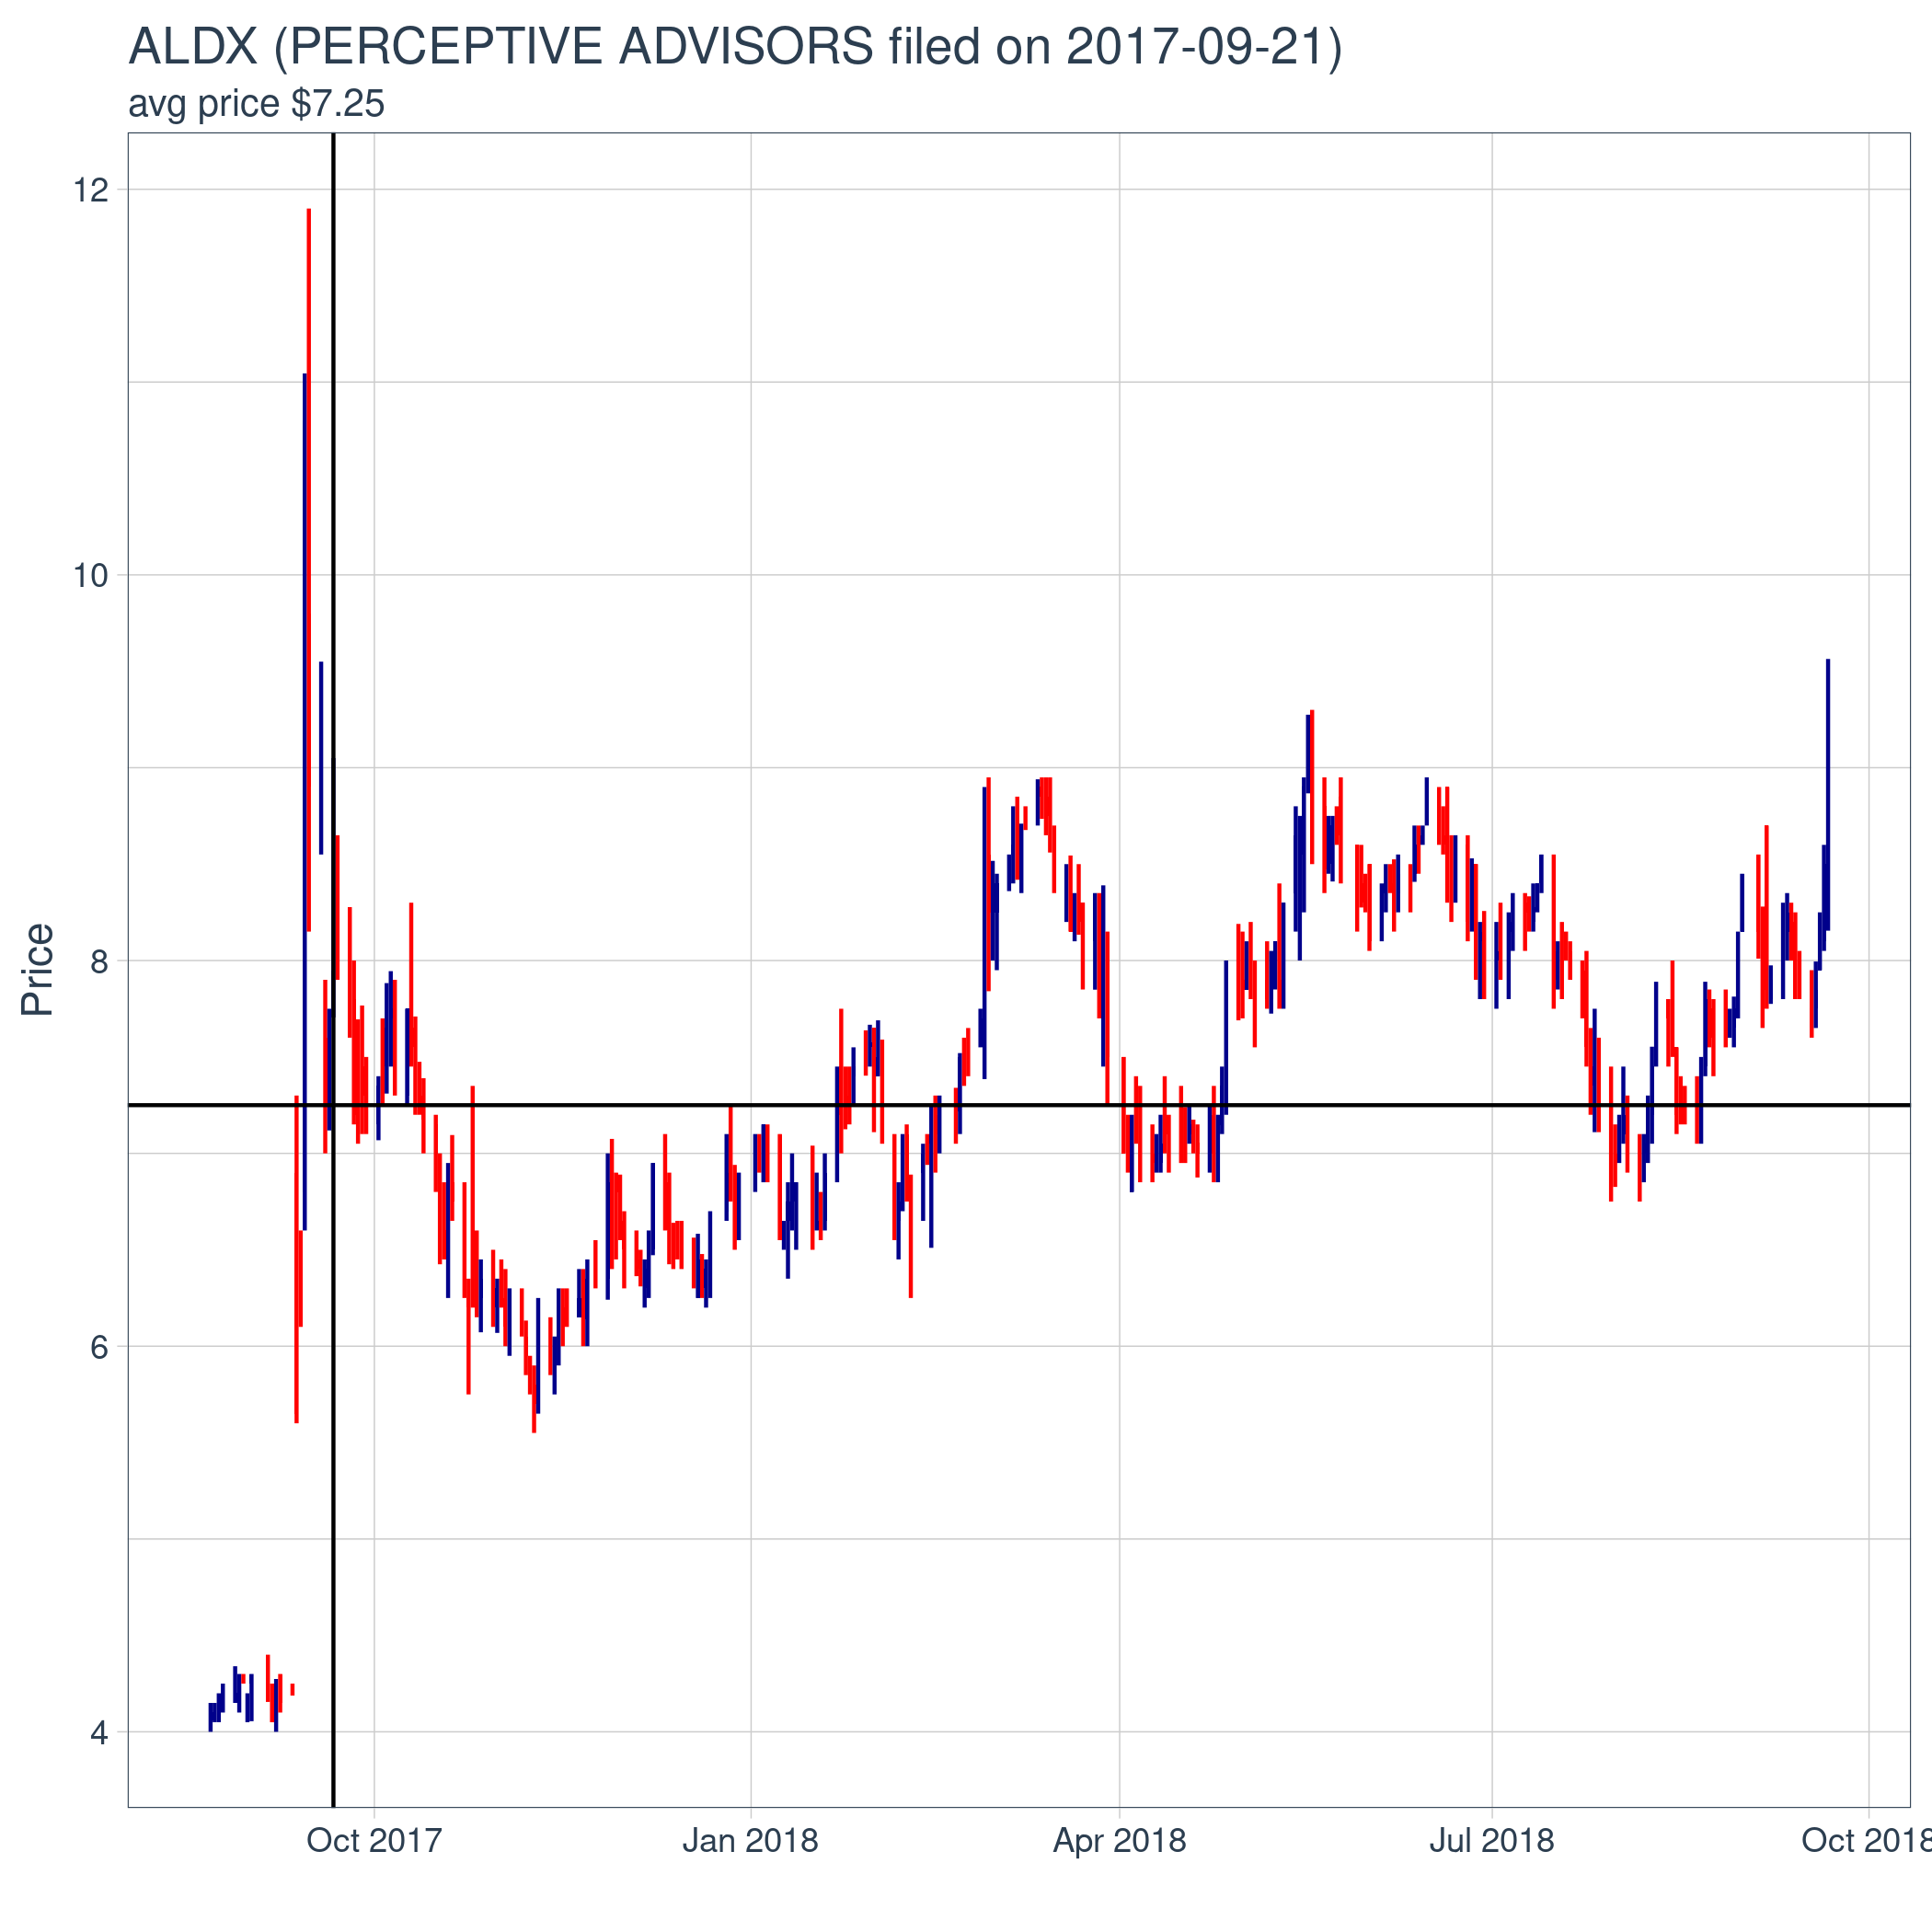 ALDX (PERCEPTIVE ADVISORS filed on 2017-09-21)
avg price $7.25
12
10
8
6
4
Price
Oct 2017 Jan 2018 Apr 2018 Jul 2018 Oct 2018